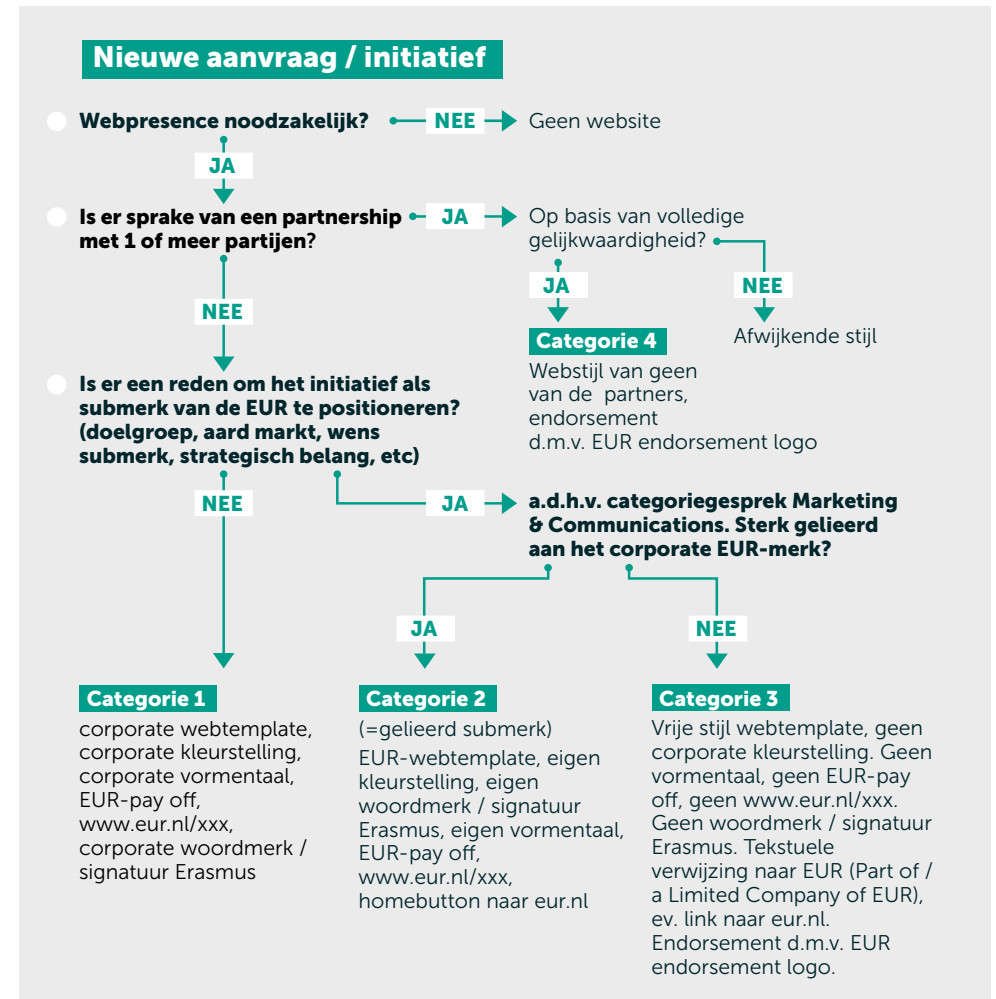 Nieuwe aanvraag / initiatief
Webpresence noodzakelijk?
NEE
Geen website
JA
Is er sprake van een partnership
met 1 of meer partijen?
JA
Op basis van volledige
gelijkwaardigheid?
JA
NEE
NEE
Categorie 4
Webstijl van geen
van de partners,
endorsement
d.m.v. EUR endorsement logo
Afwijkende stijl
Is er een reden om het initiatief als
submerk van de EUR te positioneren?
(doelgroep, aard markt, wens
submerk, strategisch belang, etc)
NEE
JA
a.d.h.v. categoriegesprek Marketing
& Communications. Sterk gelieerd
aan het corporate EUR-merk?
JA
NEE
Categorie 1
corporate webtemplate,
corporate kleurstelling,
corporate vormentaal,
EUR-pay off,
www.eur.nl/xxx,
corporate woordmerk /
signatuur Erasmus
Categorie 2
(=gelieerd submerk)
EUR-webtemplate, eigen
kleurstelling, eigen
woordmerk / signatuur
Erasmus, eigen vormentaal,
EUR-pay off,
www.eur.nl/xxx,
homebutton naar eur.nl
Categorie 3
Vrije stijl webtemplate, geen
corporate kleurstelling. Geen
vormentaal, geen EUR-pay
off, geen www.eur.nl/xxx.
Geen woordmerk / signatuur
Erasmus. Tekstuele
verwijzing naar EUR (Part of /
a Limited Company of EUR),
ev. link naar eur.nl.
Endorsement d.m.v. EUR
endorsement logo.